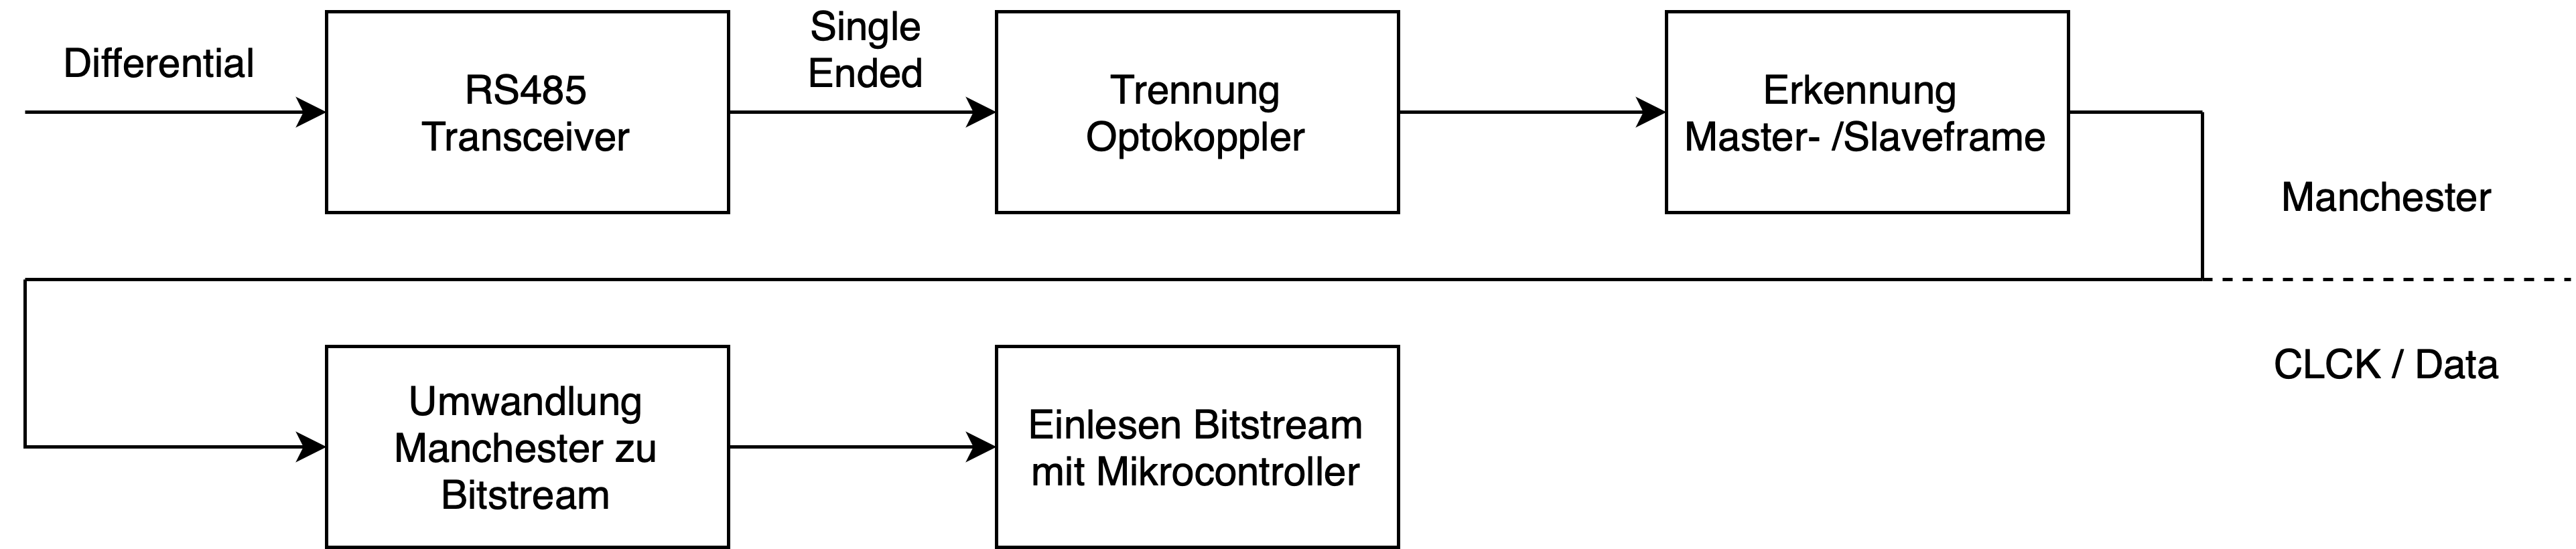 Differential
RS485
Transceiver
Single
Ended
Trennung
Optokoppler
Erkennung
Master- /Slaveframe
Manchester
CLCK / Data
Umwandlung
Manchester zu
Bitstream
Einlesen Bitstream
mit Mikrocontroller